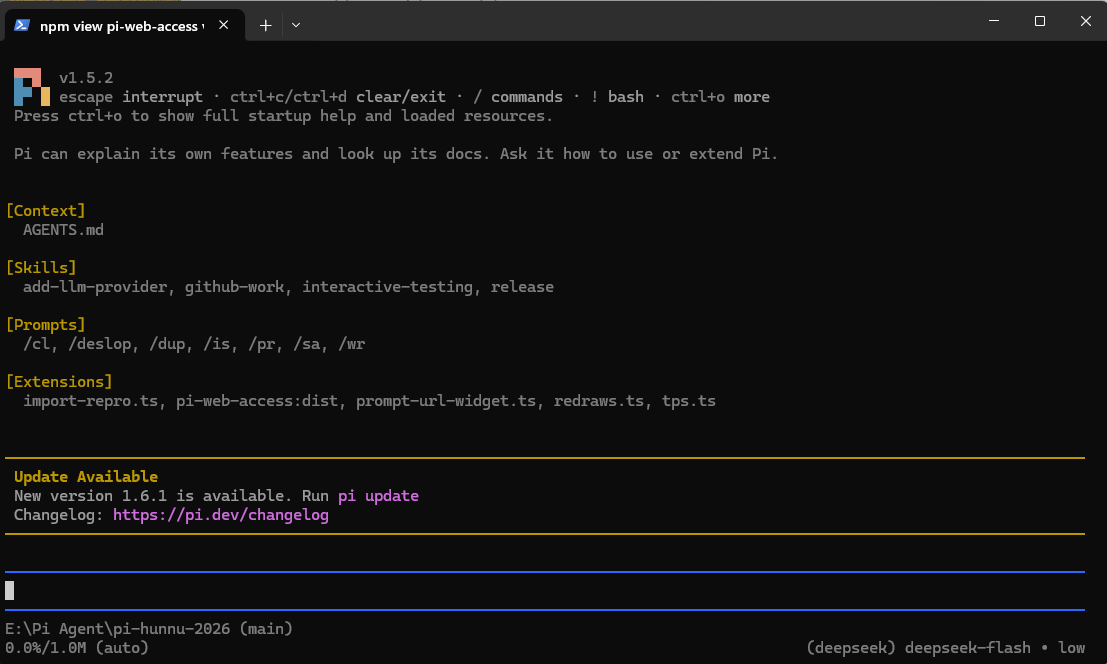 npm view pi-web-access
v1.5.2
escape interrupt · ctrl+c/ctrl+d clear/exit · / commands · ! bash · ctrl+o more
Press ctrl+o to show full startup help and loaded resources.
Pi can explain its own features and look up its docs. Ask it how to use or extend Pi.
[Context]
AGENTS.md
[Skills]
add-llm-provider, github-work, interactive-testing, release
[Prompts]
/cl, /deslop, /dup, /is, /pr, /sa, /wr
[Extensions]
import-repro.ts, pi-web-access:dist, prompt-url-widget.ts, redraws.ts, tps.ts
Update Available
New version 1.6.1 is available. Run pi update
Changelog: https://pi.dev/changelog
E:\Pi Agent\pi-hunnu-2026 (main)
0.0%/1.0M (auto) (deepseek) deepseek-flash • low